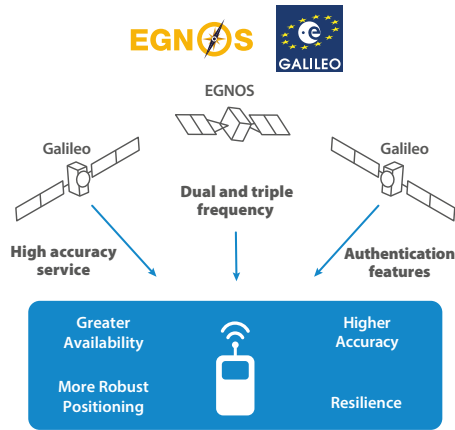 EGNOS
GALILEO
EGNOS
Galileo
Galileo
Dual and triple
frequency
High accuracy
service
Authentication
features
Greater
Availability
Higher
Accuracy
More Robust
Positioning
Resilience